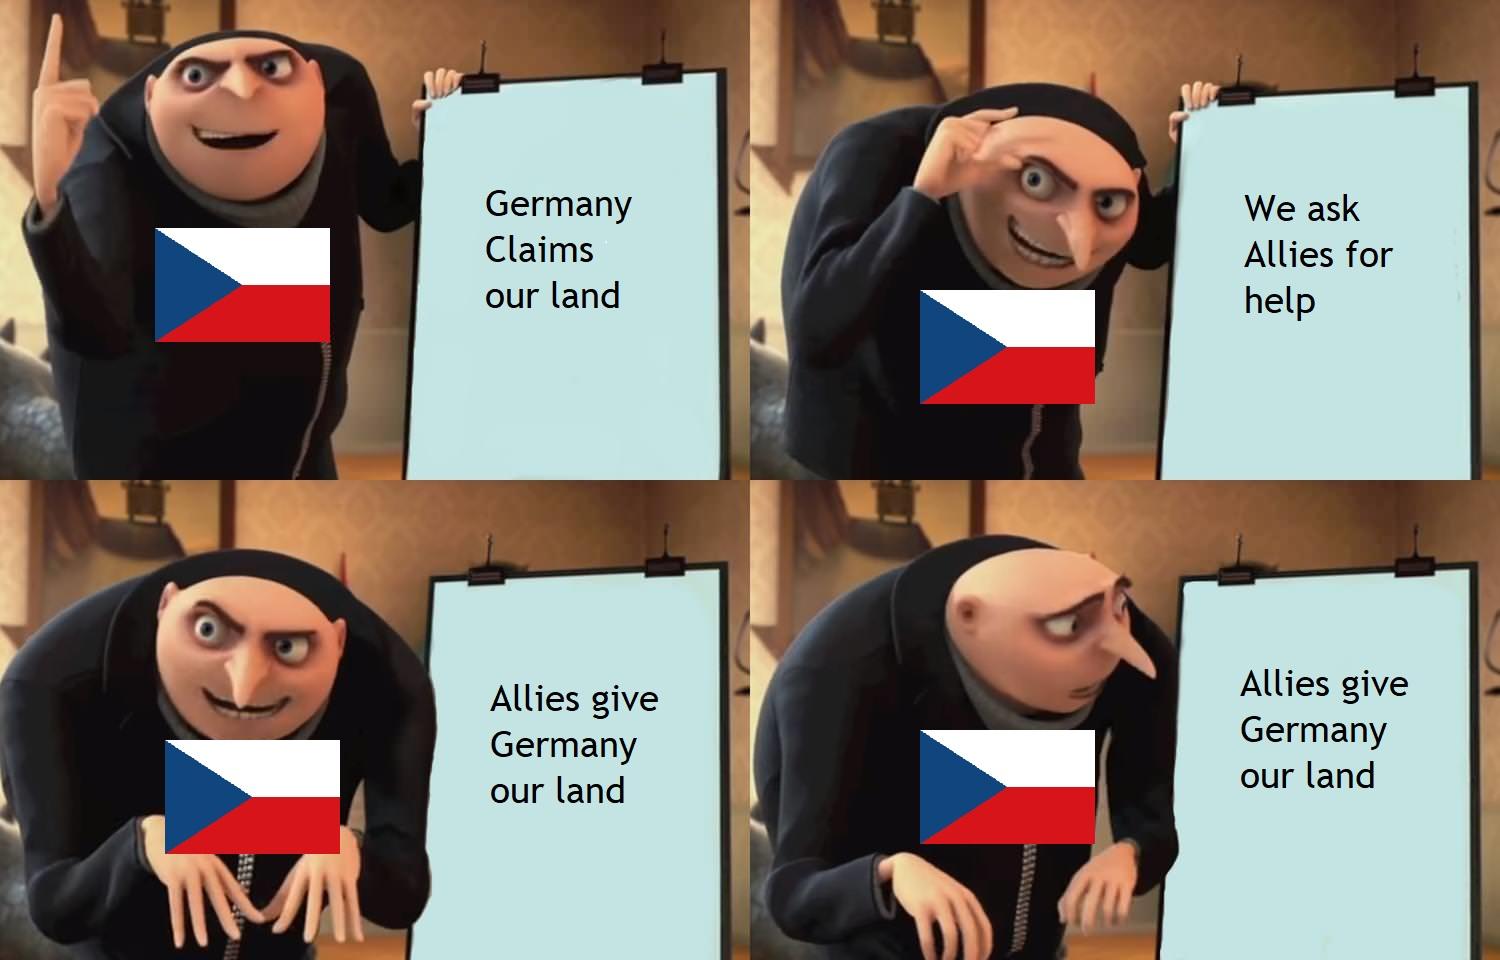 Germany
Claims
our land
We ask
Allies for
help
Allies give
Germany
our land
Allies give
Germany
our land